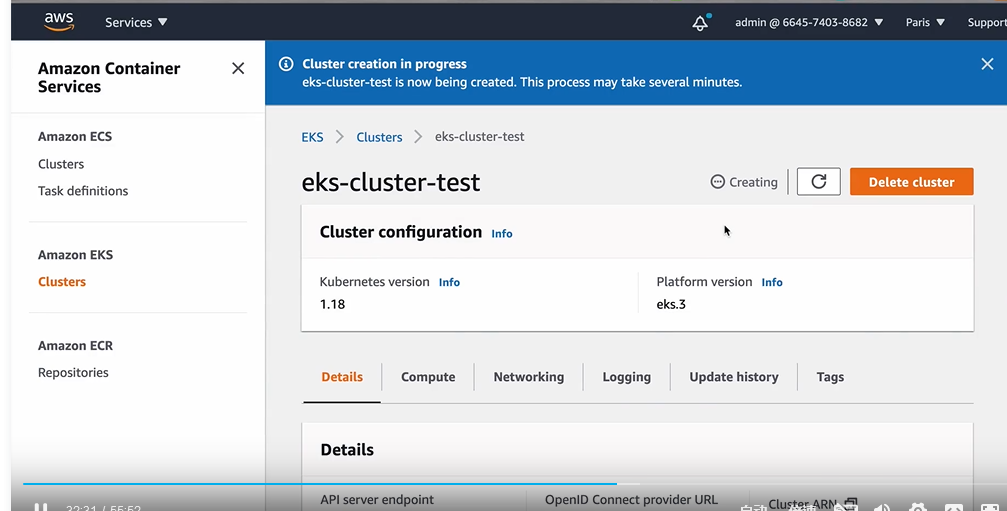 aws Services admin @ 6645-7403-8682 Paris Support
Amazon Container
Services
Cluster creation in progress
eks-cluster-test is now being created. This process may take several minutes.
Amazon ECS
Clusters
Task definitions
Amazon EKS
Clusters
Amazon ECR
Repositories
EKS Clusters eks-cluster-test
eks-cluster-test
Creating
Delete cluster
Cluster configuration Info
Kubernetes version Info
1.18
Platform version Info
eks.3
Details Compute Networking Logging Update history Tags
Details
API server endpoint OpenID Connect provider URL Cluster ARN
32:31 / 55:52 自动 倍速